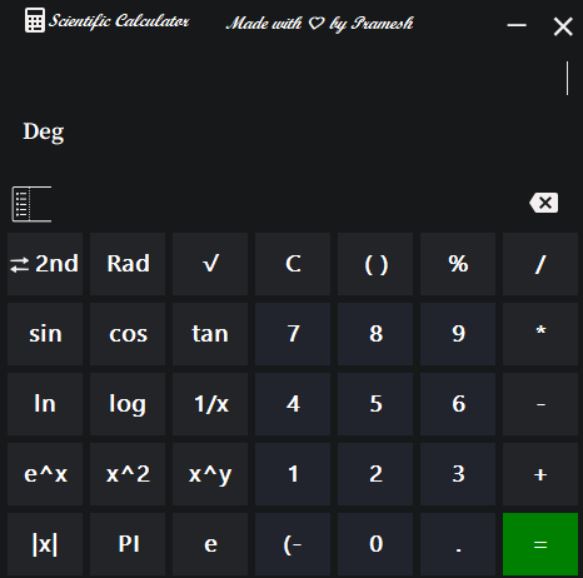 Scientific Calculator Made with ♡ by Pramesh
Deg
⇄ 2nd Rad √ C ( ) % /
sin cos tan 7 8 9 *
ln log 1/x 4 5 6 -
e^x x^2 x^y 1 2 3 +
|x| PI e (- 0 . =